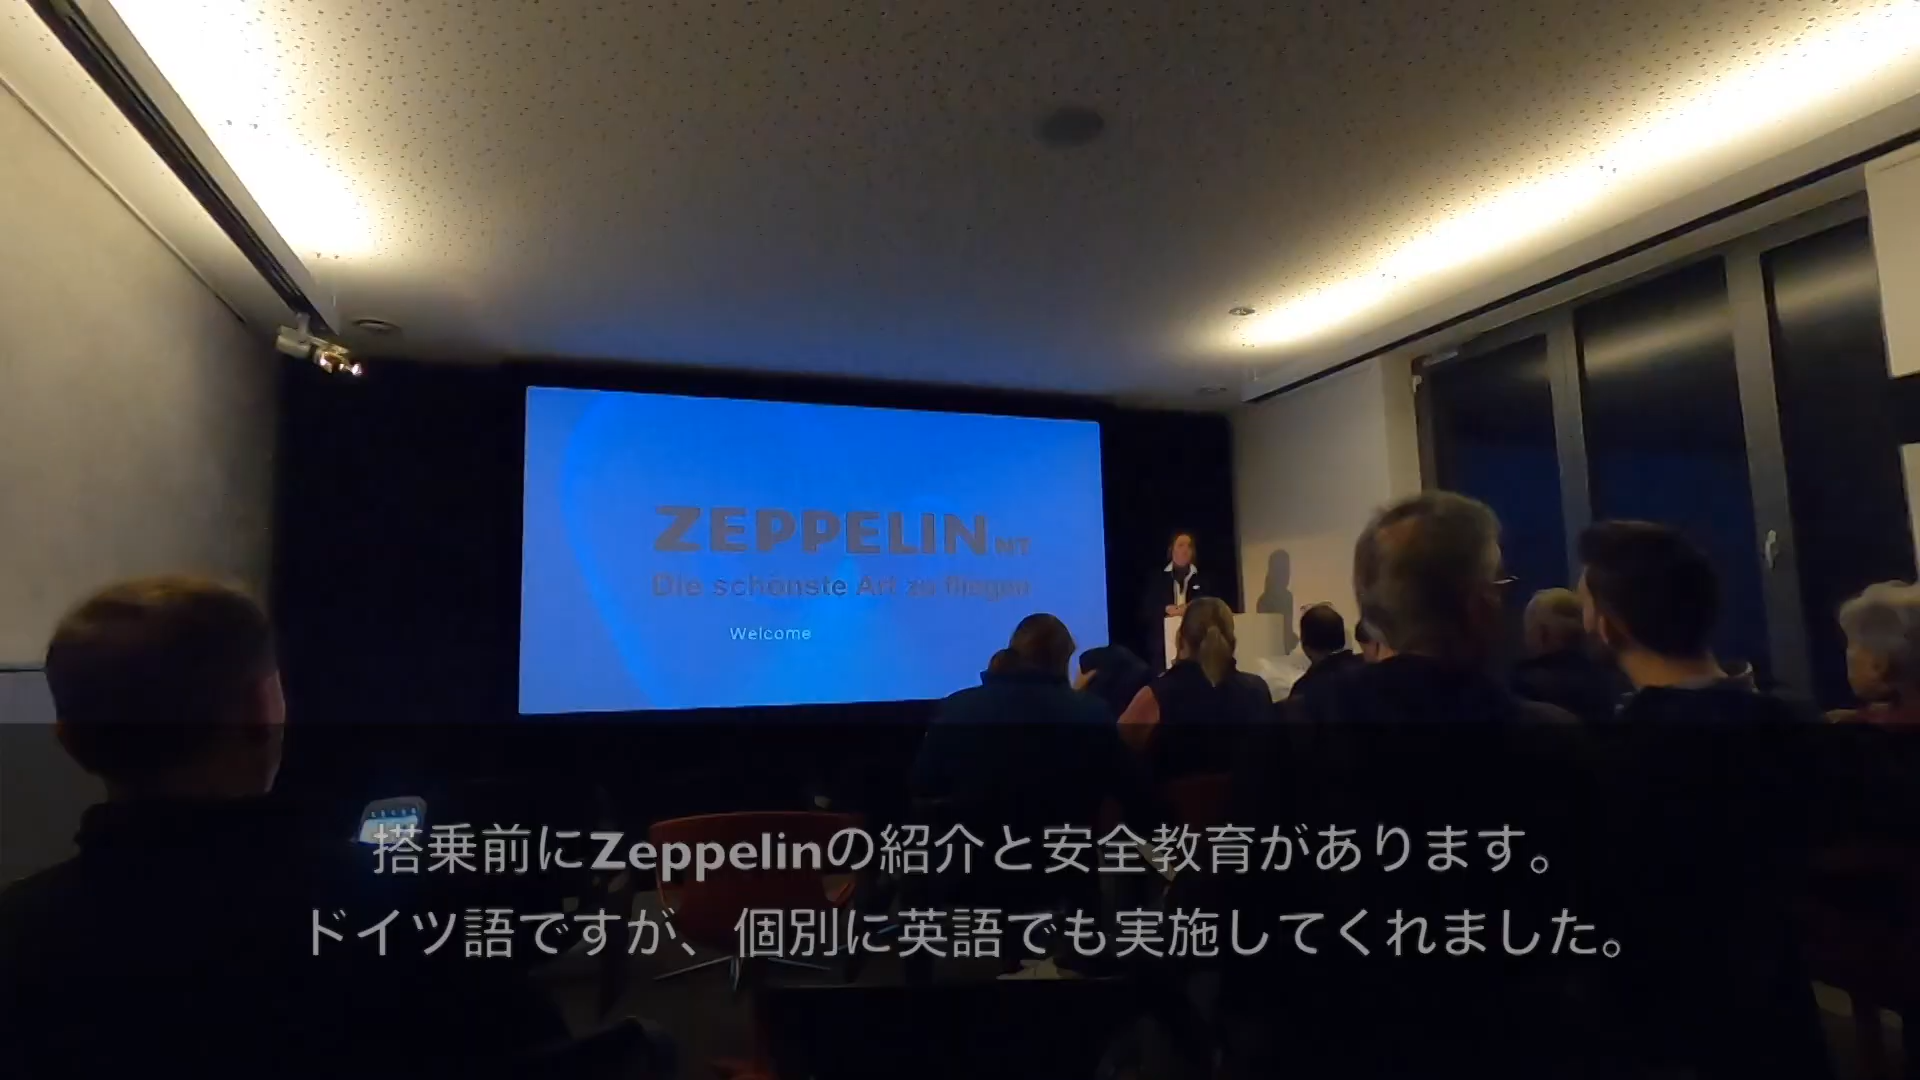 ZEPPELIN NT
Die schönste Art zu fliegen
Welcome
搭乗前にZeppelinの紹介と安全教育があります。
ドイツ語ですが、個別に英語でも実施してくれました。